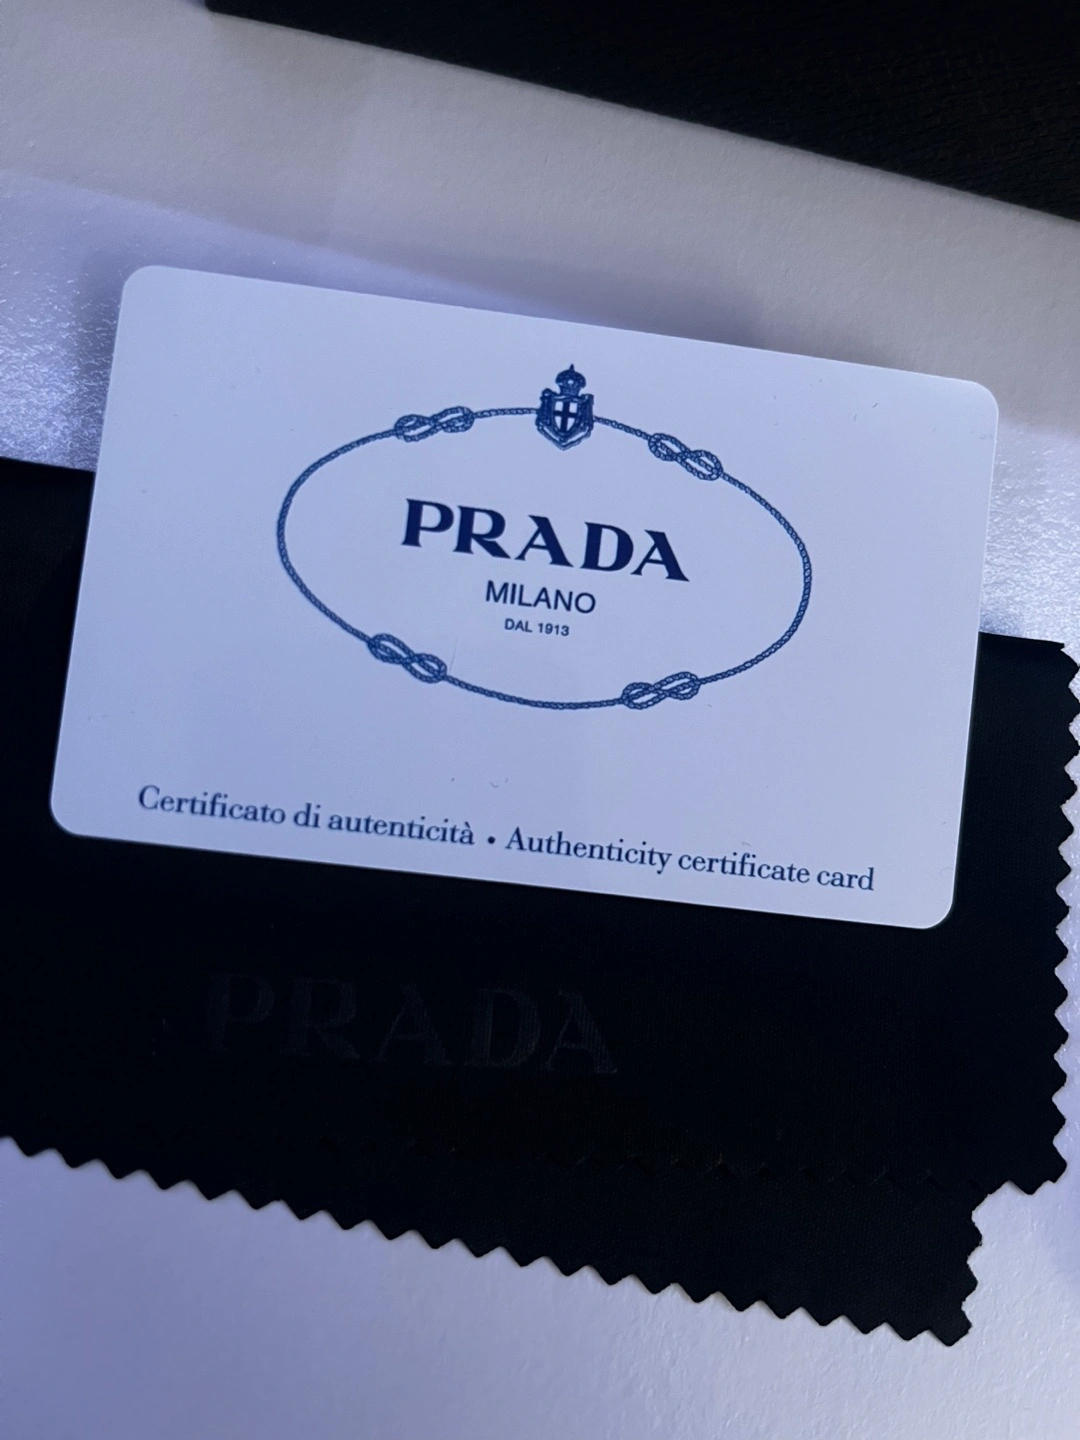 PRADA
MILANO
DAL 1913
Certificato di autenticità • Authenticity certificate card
PRADA